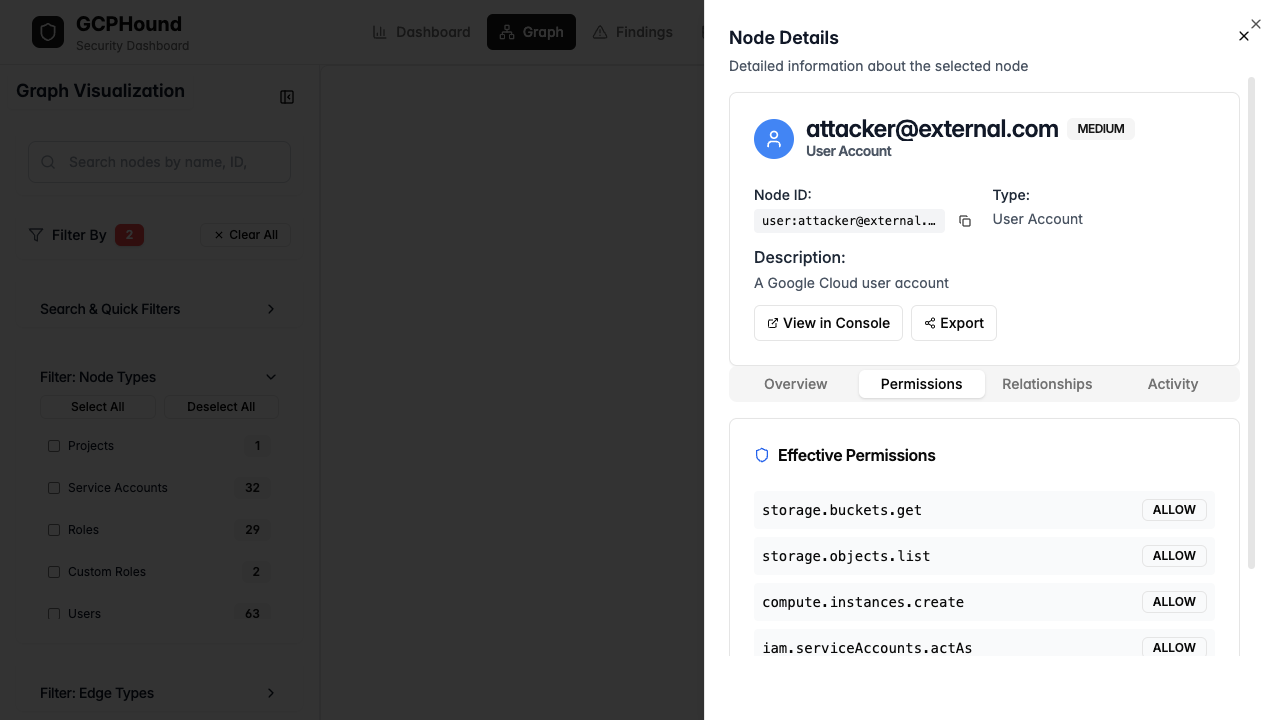 GCPHound
Security Dashboard
Dashboard
Graph
Findings
Graph Visualization
Search nodes by name, ID,
Filter By
2
Clear All
Search & Quick Filters
Filter: Node Types
Select All
Deselect All
Projects
1
Service Accounts
32
Roles
29
Custom Roles
2
Users
63
Filter: Edge Types
Node Details
Detailed information about the selected node
attacker@external.com
MEDIUM
User Account
Node ID:
Type:
user:attacker@external.…
User Account
Description:
A Google Cloud user account
View in Console
Export
Overview
Permissions
Relationships
Activity
Effective Permissions
storage.buckets.get
ALLOW
storage.objects.list
ALLOW
compute.instances.create
ALLOW
iam.serviceAccounts.actAs
ALLOW